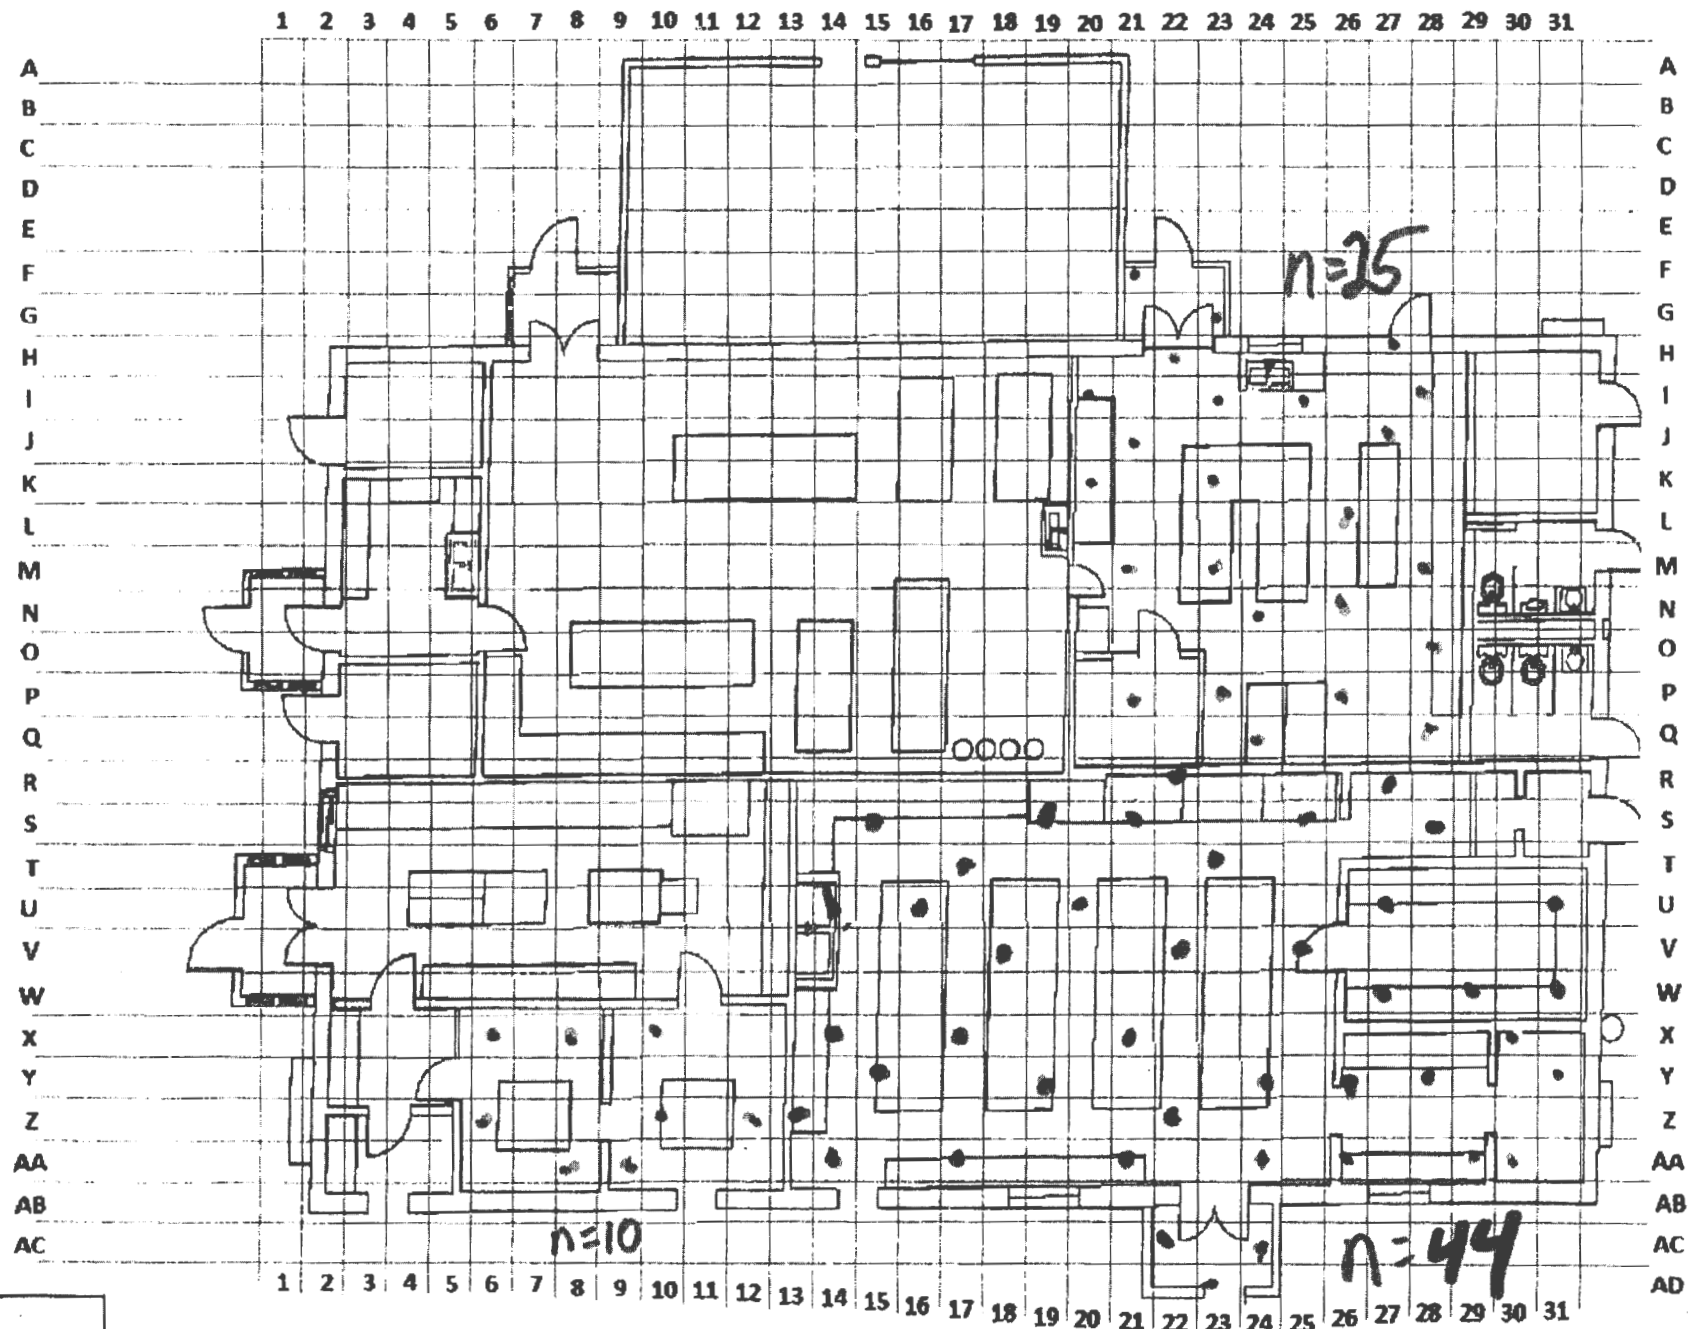 1 2 3 4 5 6 7 8 9 10 11 12 13 14 15 16 17 18 19 20 21 22 23 24 25 26 27 28 29 30 31
A A
B B
C C
D D
E E
F F
n=25
G G
H H
I I
J J
K K
L L
M M
N N
O O
P P
Q Q
R R
S S
T T
U U
V V
W W
X X
Y Y
Z Z
AA AA
AB AB
n=10
AC AC
n=44
AD
1 2 3 4 5 6 7 8 9 10 11 12 13 14 15 16 17 18 19 20 21 22 23 24 25 26 27 28 29 30 31